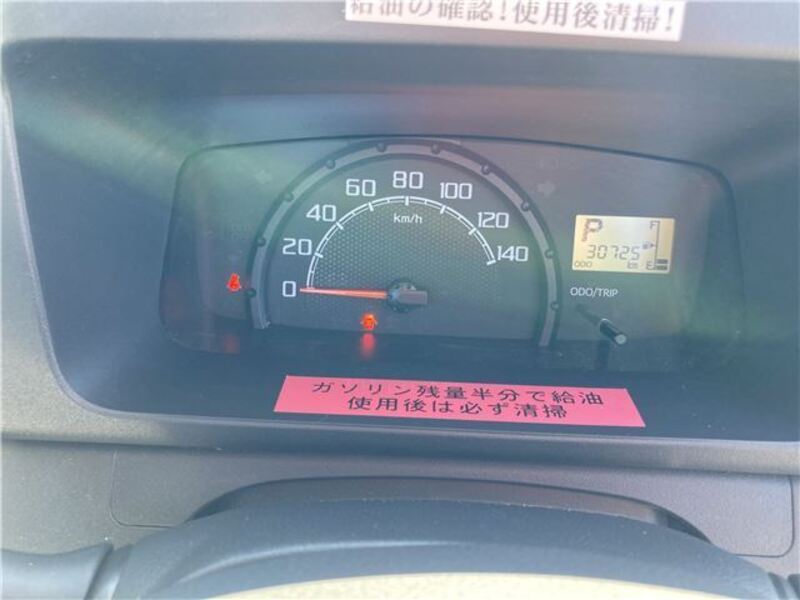 給油の確認!使用後清掃!
0
20
40
60
80
100
120
140
km/h
P
F
30725
ODO
km
E
ODO/TRIP
ガソリン残量半分で給油
使用後は必ず清掃